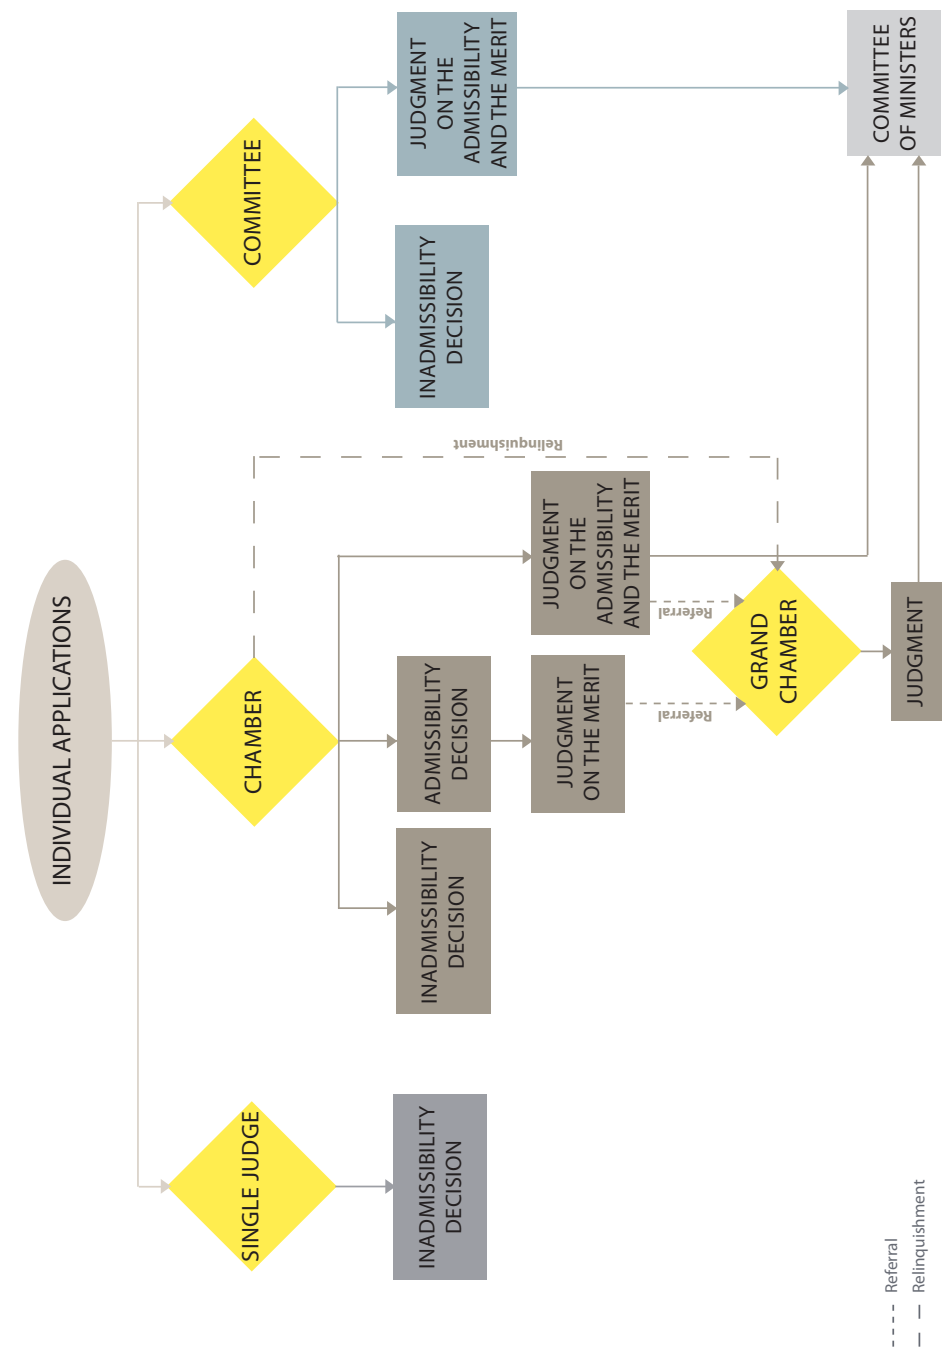 INDIVIDUAL APPLICATIONS
SINGLE JUDGE
CHAMBER
COMMITTEE
INADMISSIBILITY
DECISION
INADMISSIBILITY
DECISION
ADMISSIBILITY
DECISION
INADMISSIBILITY
DECISION
JUDGMENT
ON THE
ADMISSIBILITY
AND THE MERIT
Relinquishment
JUDGMENT
ON THE MERIT
JUDGMENT
ON THE
ADMISSIBILITY
AND THE MERIT
Referral
Referral
GRAND
CHAMBER
JUDGMENT
COMMITTEE
OF MINISTERS
Referral
Relinquishment